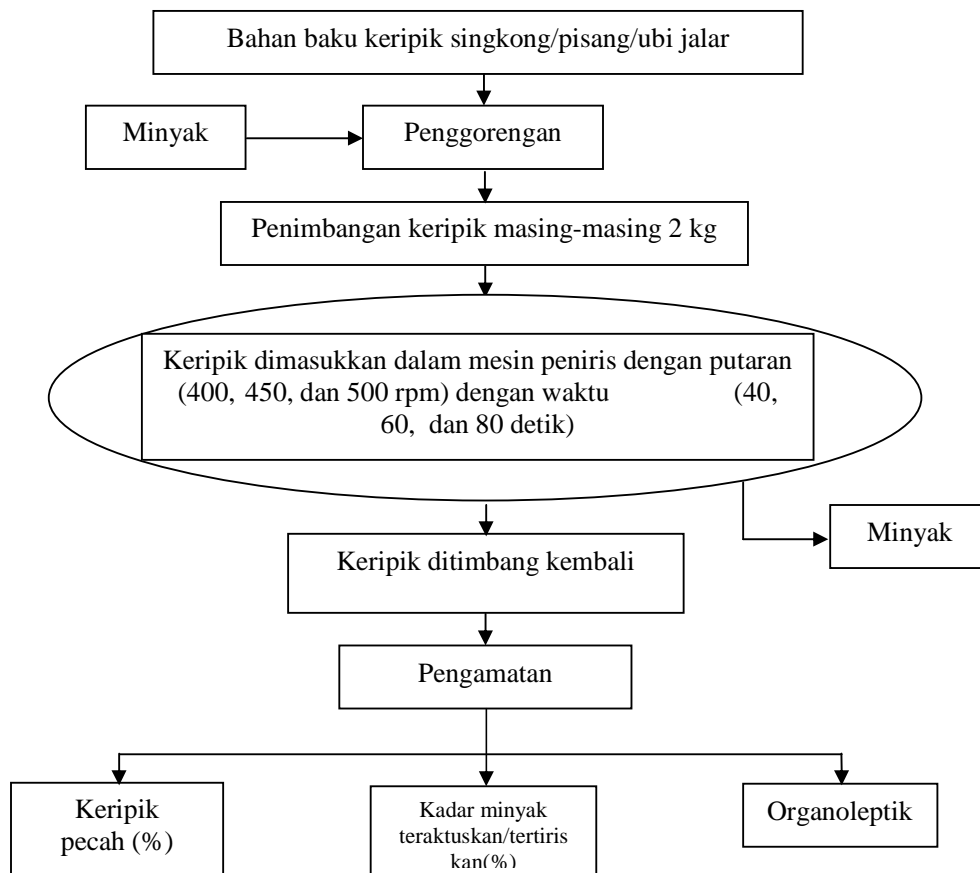 Bahan baku keripik singkong/pisang/ubi jalar
Minyak
Penggorengan
Penimbangan keripik masing-masing 2 kg
Keripik dimasukkan dalam mesin peniris dengan putaran
(400, 450, dan 500 rpm) dengan waktu (40,
60, dan 80 detik)
Minyak
Keripik ditimbang kembali
Pengamatan
Keripik
pecah (%)
Kadar minyak
teraktuskan/tertiris
kan(%)
Organoleptik